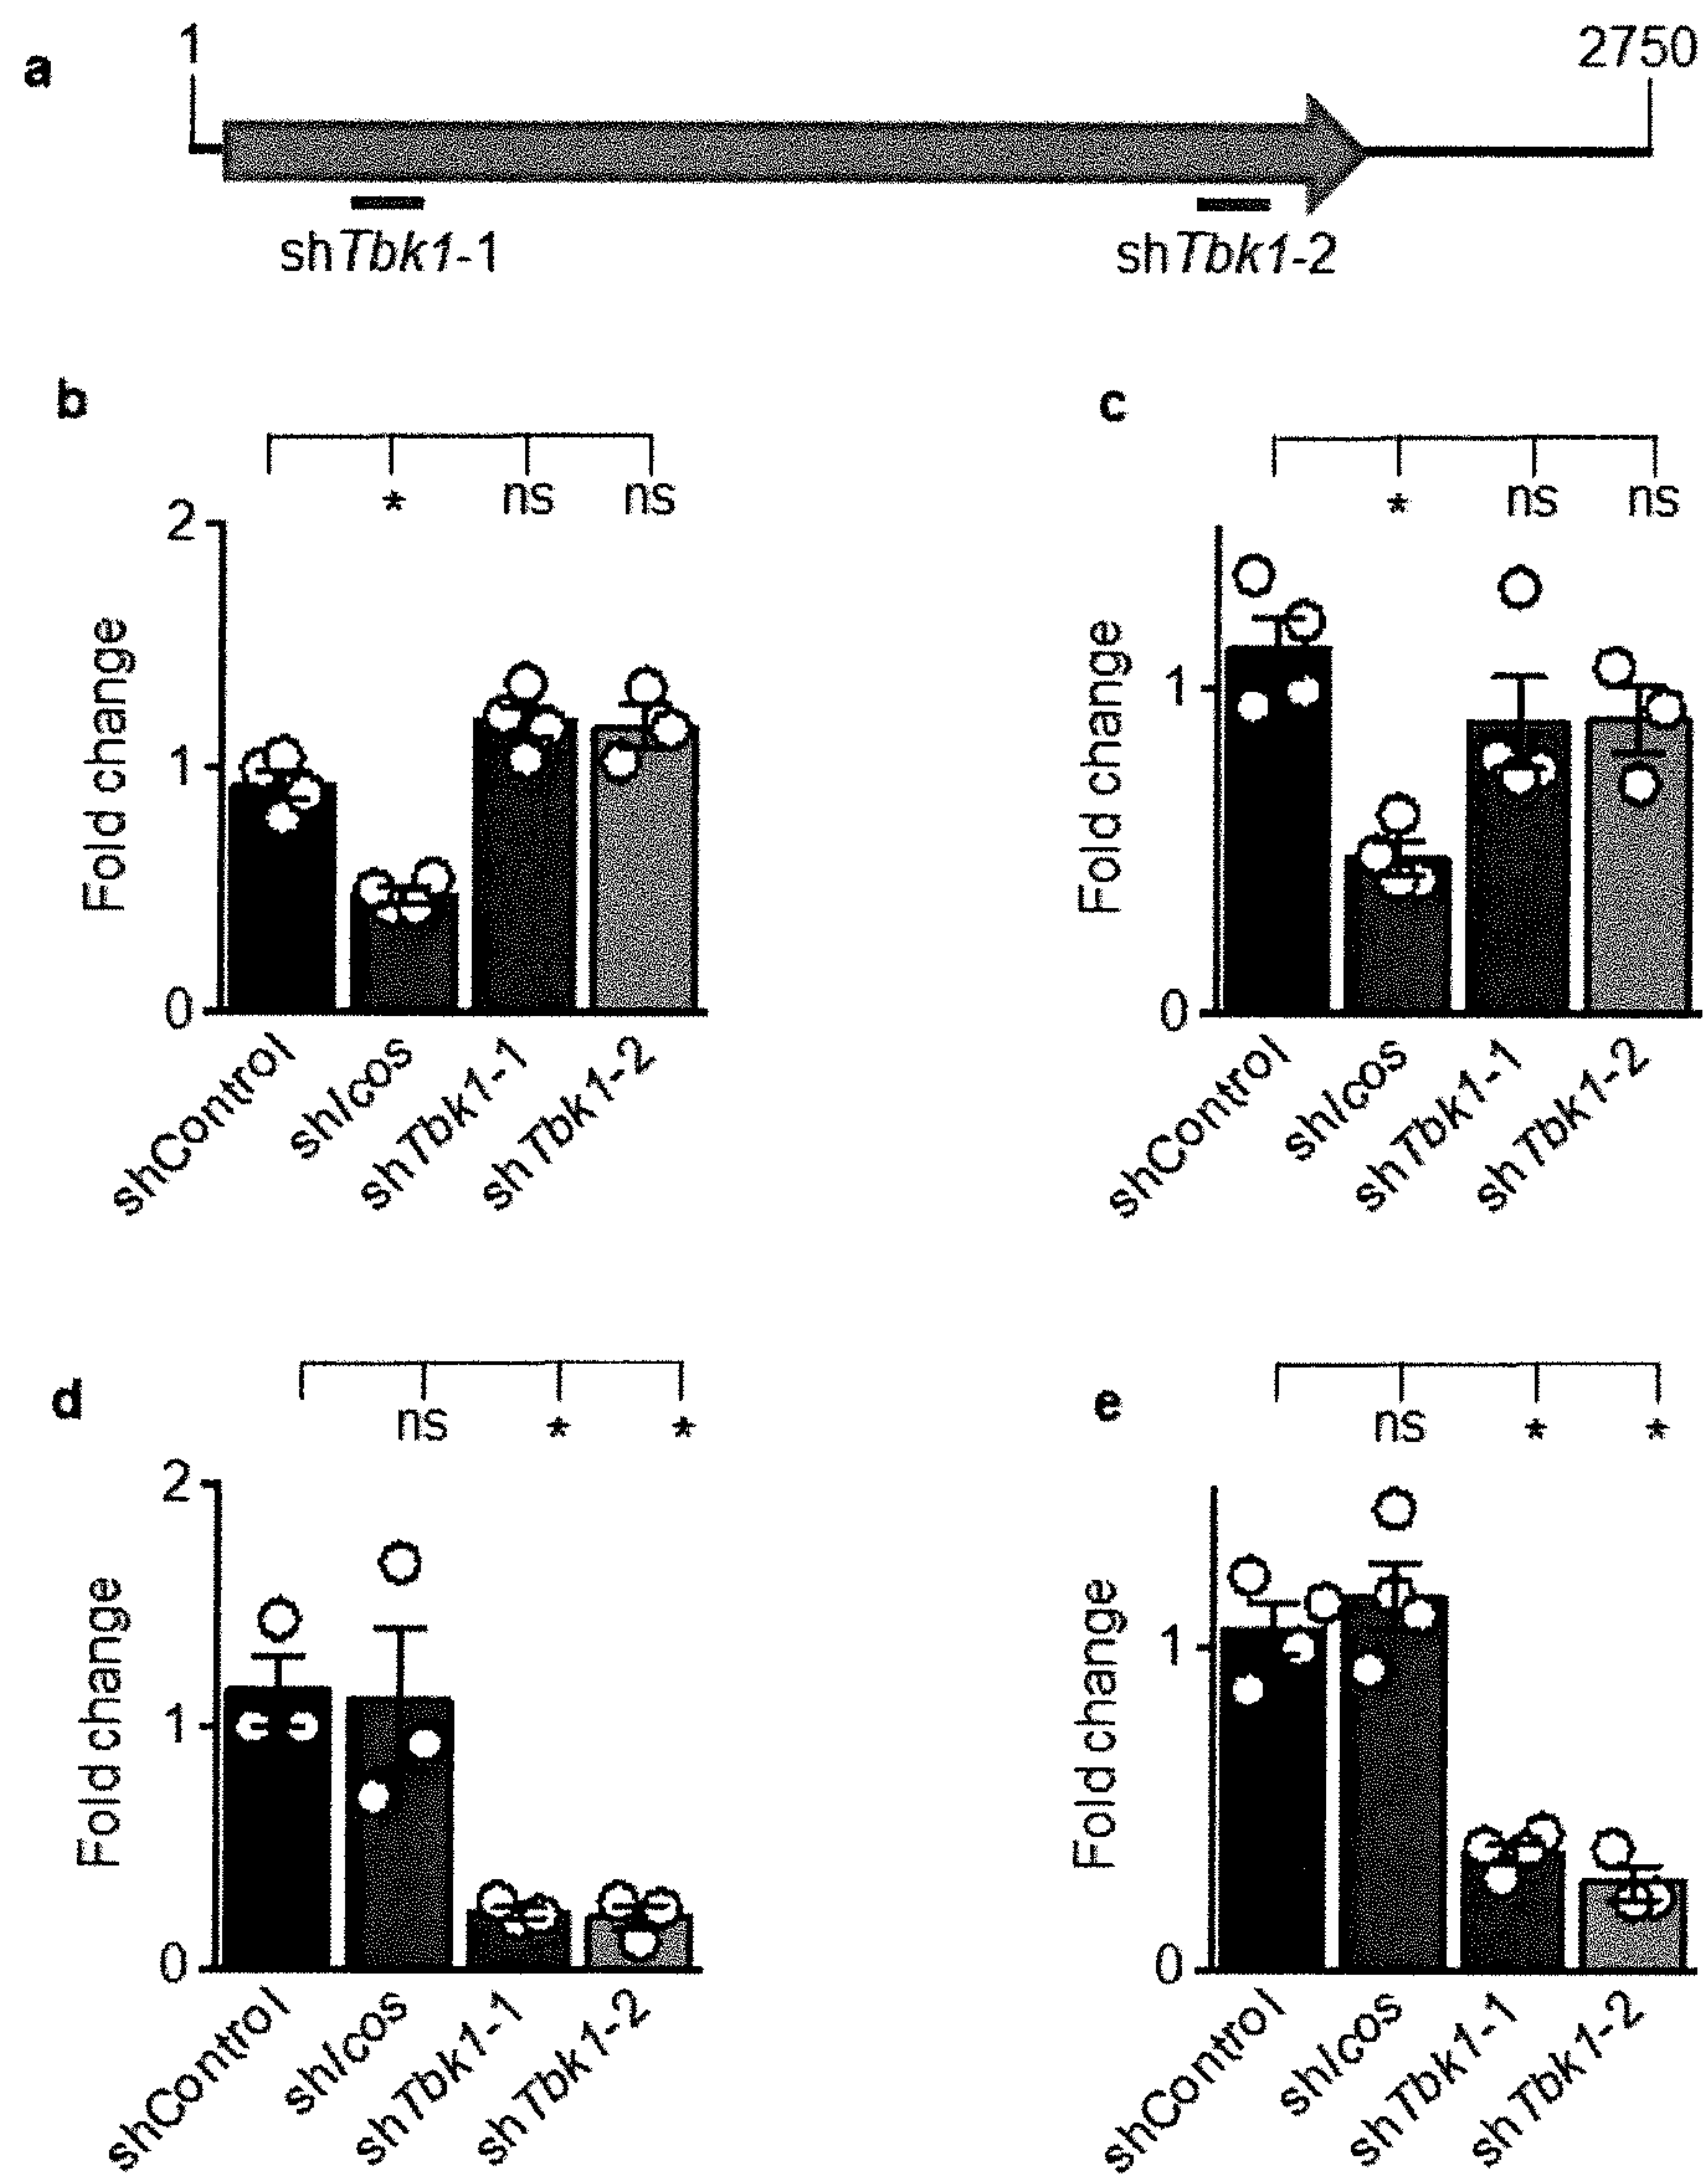 a
1 2750
shTbk1-1 shTbk1-2
b
* ns ns
2
1
0
Fold change
shControl
shIcos
shTbk1-1
shTbk1-2
c
* ns ns
1
0
Fold change
shControl
shIcos
shTbk1-1
shTbk1-2
d
ns * *
2
1
0
Fold change
shControl
shIcos
shTbk1-1
shTbk1-2
e
ns * *
1
0
Fold change
shControl
shIcos
shTbk1-1
shTbk1-2